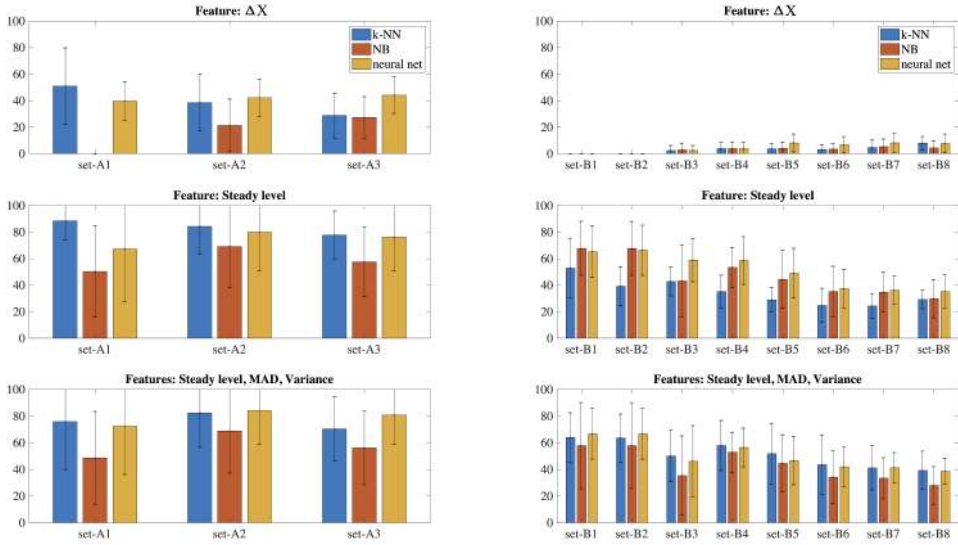 Feature: ΔX
100
80
60
40
20
0
k-NN
NB
neural net
set-A1 set-A2 set-A3
Feature: ΔX
100
80
60
40
20
0
k-NN
NB
neural net
set-B1 set-B2 set-B3 set-B4 set-B5 set-B6 set-B7 set-B8
Feature: Steady level
100
80
60
40
20
0
set-A1 set-A2 set-A3
Feature: Steady level
100
80
60
40
20
0
set-B1 set-B2 set-B3 set-B4 set-B5 set-B6 set-B7 set-B8
Features: Steady level, MAD, Variance
100
80
60
40
20
0
set-A1 set-A2 set-A3
Features: Steady level, MAD, Variance
100
80
60
40
20
0
set-B1 set-B2 set-B3 set-B4 set-B5 set-B6 set-B7 set-B8